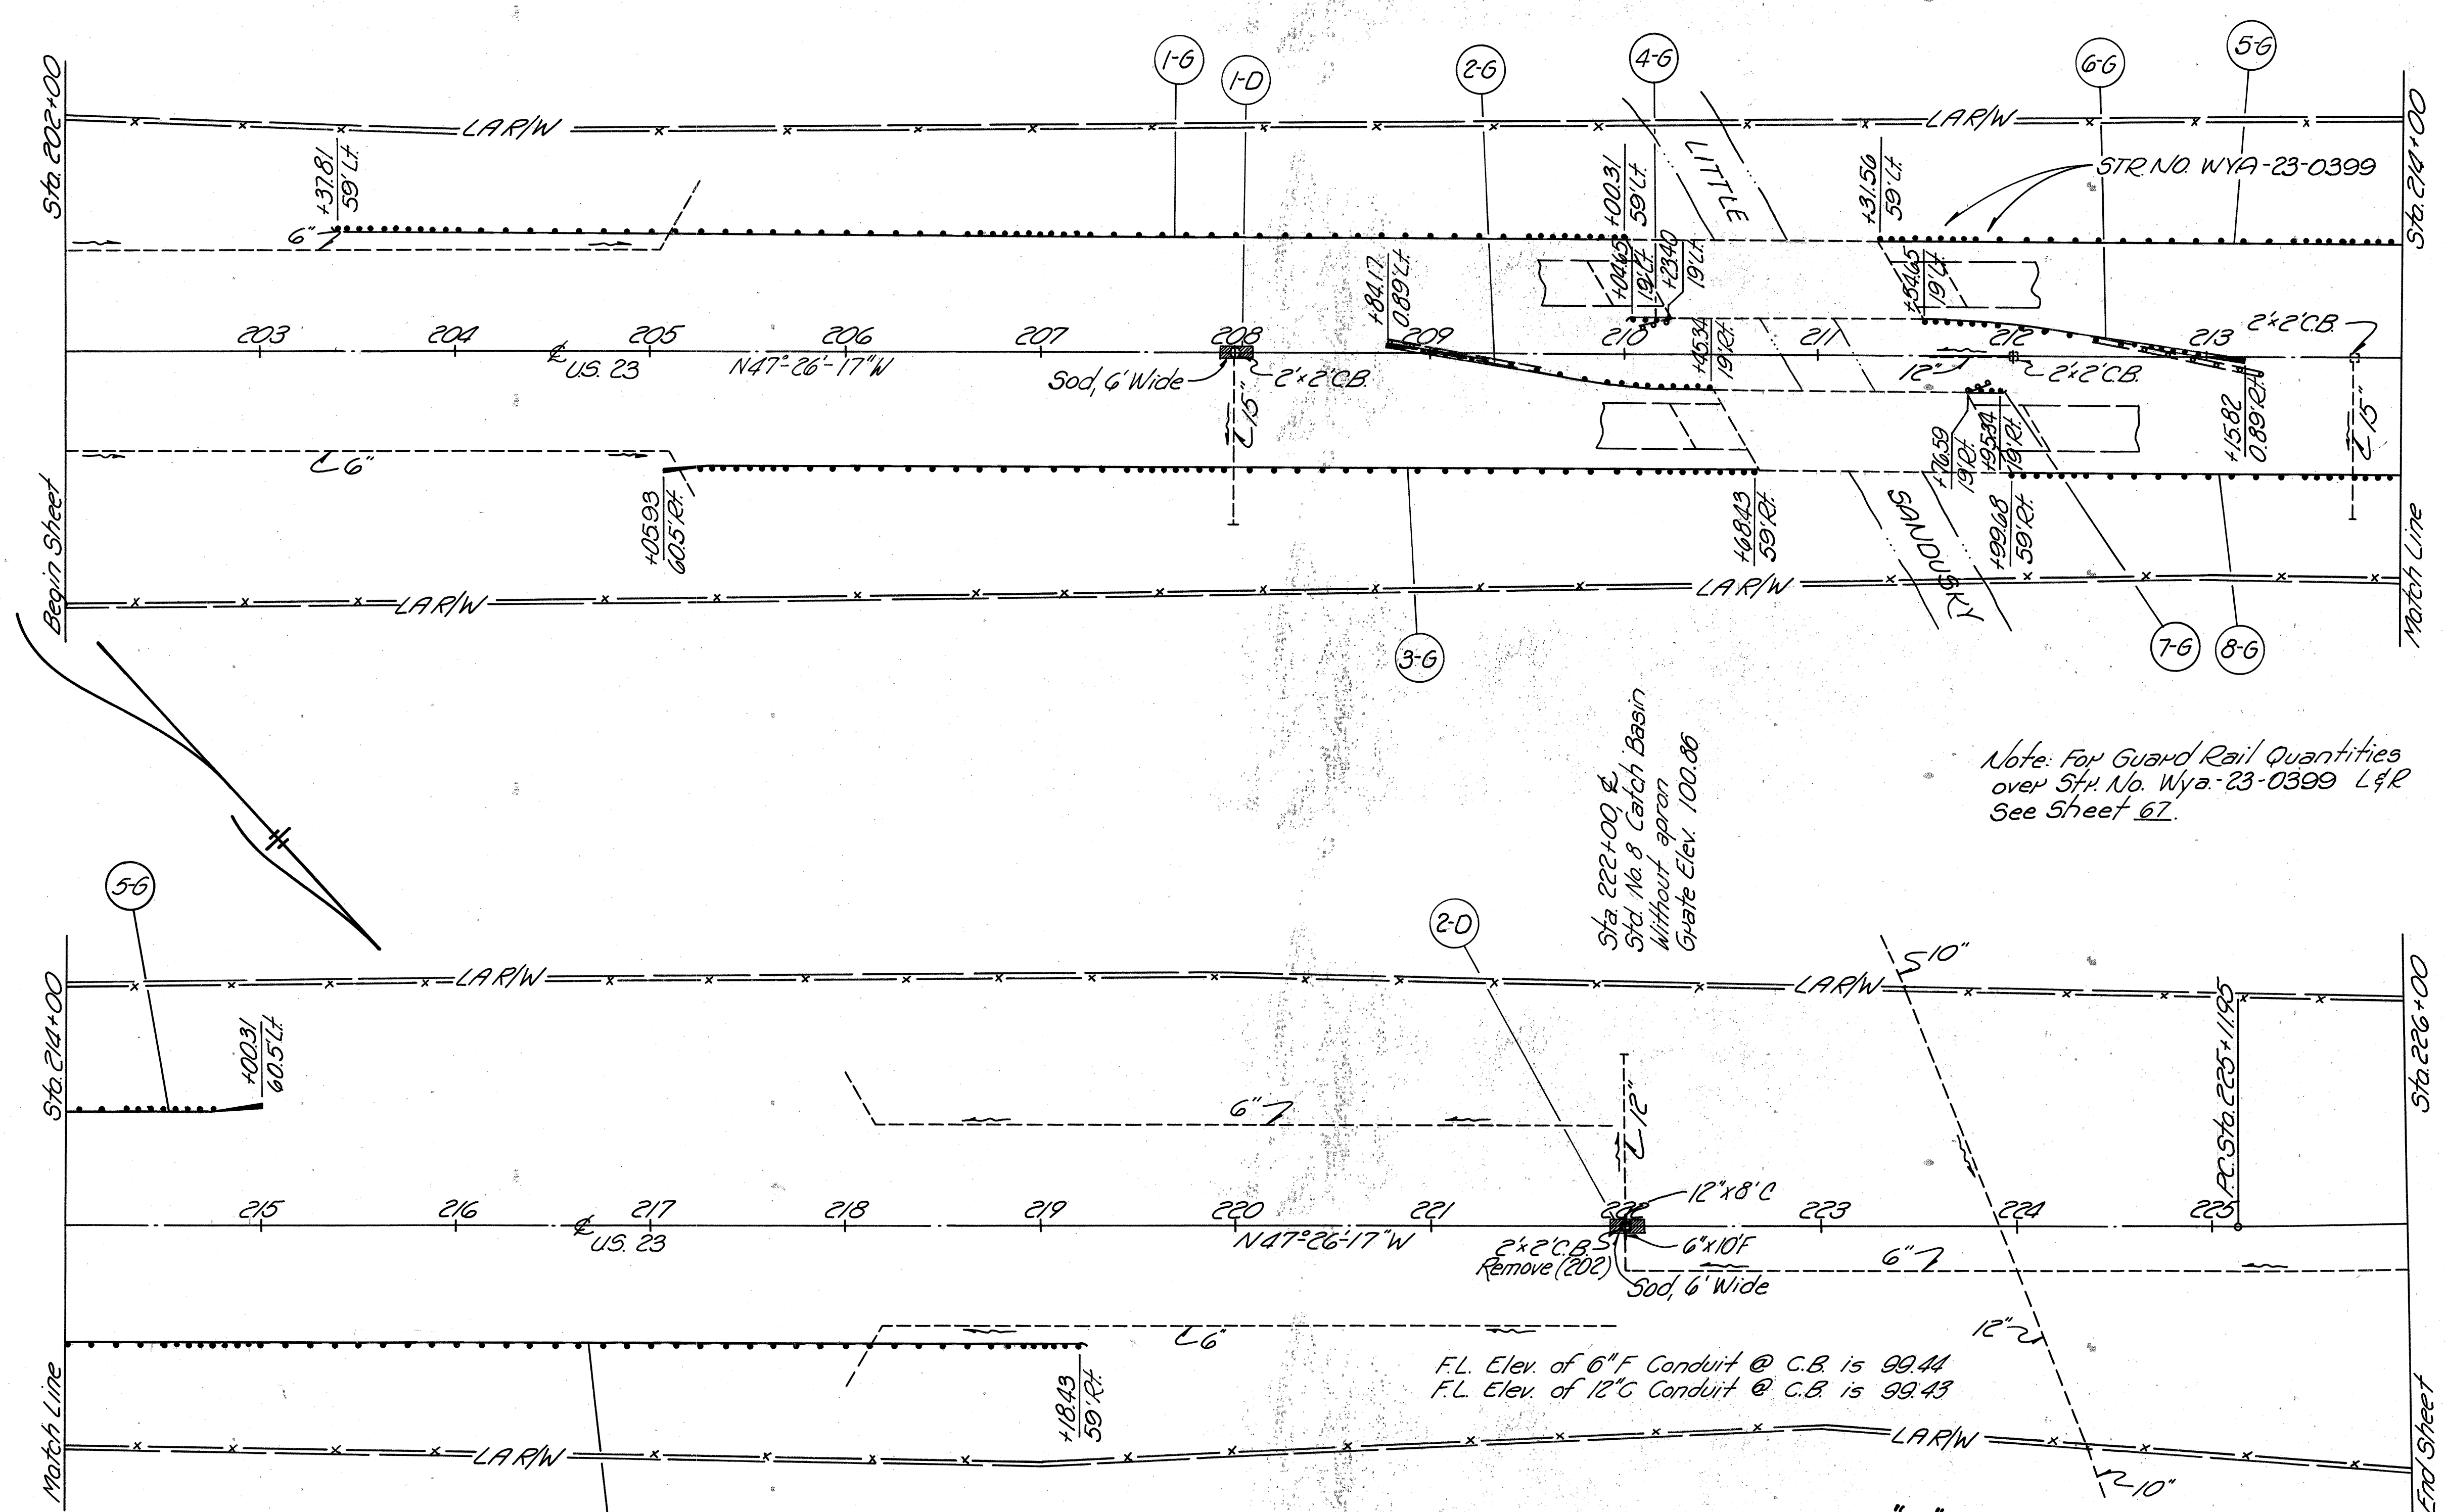 1-G
1-D
2-G
4-G
6-G
5-G
Sta. 202+00
LA R/W
LA R/W
Sta. 214+00
+37.81
59' Lt.
6"
+00.31
59' Lt.
LITTLE
+31.56
59' Lt.
STR. NO. WYA-23-0399
+04.65
19' Lt.
+23.40
19' Lt.
+54.65
19' Lt.
+84.17
0.89' Lt.
203
204
205
206
207
208
209
210
211
212
213
2'x2' C.B.
℄ U.S. 23
N47°-26'-17"W
Sod, 6' Wide
2'x2' C.B.
15"
+45.34
19' Rt.
12"
2'x2' C.B.
+15.82
0.89' Rt.
15"
6"
+05.93
60.5' Rt.
+68.43
59' Rt.
+76.59
19' Rt.
+95.34
19' Rt.
+99.68
59' Rt.
SANDUSKY
Begin Sheet
LA R/W
LA R/W
Match Line
3-G
7-G
8-G
Note: For Guard Rail Quantities
over Str. No. Wya.-23-0399 L&R
See Sheet 67.
Sta. 222+00, ℄
Std. No. 8 Catch Basin
Without apron
Grate Elev. 100.86
5-G
2-D
Sta. 214+00
LA R/W
LA R/W
10"
Sta. 226+00
+00.31
60.5' Lt.
P.C. Sta. 225+11.95
6"
12"
215
216
217
218
219
220
221
222
223
224
225
12"x8' C
℄ U.S. 23
N47°-26'-17"W
2'x2' C.B.
Remove (202)
6"x10' F
Sod, 6' Wide
6"
6"
12"
+18.43
59' Rt.
F.L. Elev. of 6" F Conduit @ C.B. is 99.44
F.L. Elev. of 12" C Conduit @ C.B. is 99.43
Match Line
LA R/W
LA R/W
10"
End Sheet